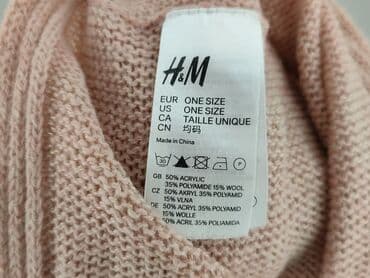 H&M
EUR ONE SIZE
US ONE SIZE
CA TAILLE UNIQUE
CN 均码
Made in China
30
P
GB 50% ACRYLIC
35% POLYAMIDE 15% WOOL
CZ 50% AKRYL 35% POLYAMID
15% VLNA
DE 50% ACRYL 35% POLYAMID
15% WOLLE
50% ACRIL 35% POLIAMIDA